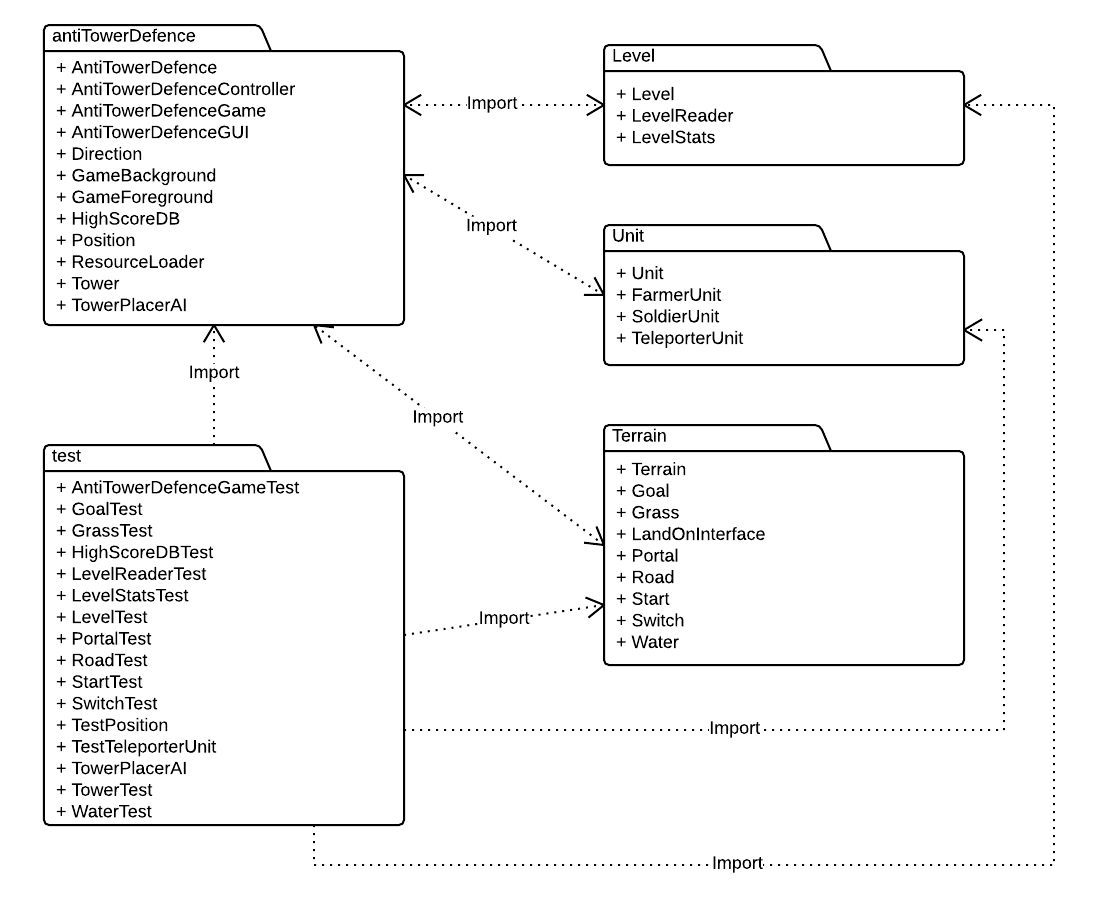 antiTowerDefence
+ AntiTowerDefence
+ AntiTowerDefenceController
+ AntiTowerDefenceGame
+ AntiTowerDefenceGUI
+ Direction
+ GameBackground
+ GameForeground
+ HighScoreDB
+ Position
+ ResourceLoader
+ Tower
+ TowerPlacerAI
Import
Level
+ Level
+ LevelReader
+ LevelStats
Import
Unit
+ Unit
+ FarmerUnit
+ SoldierUnit
+ TeleporterUnit
Import
Import
Terrain
+ Terrain
+ Goal
+ Grass
+ LandOnInterface
+ Portal
+ Road
+ Start
+ Switch
+ Water
test
+ AntiTowerDefenceGameTest
+ GoalTest
+ GrassTest
+ HighScoreDBTest
+ LevelReaderTest
+ LevelStatsTest
+ LevelTest
+ PortalTest
+ RoadTest
+ StartTest
+ SwitchTest
+ TestPosition
+ TestTeleporterUnit
+ TowerPlacerAI
+ TowerTest
+ WaterTest
Import
Import
Import